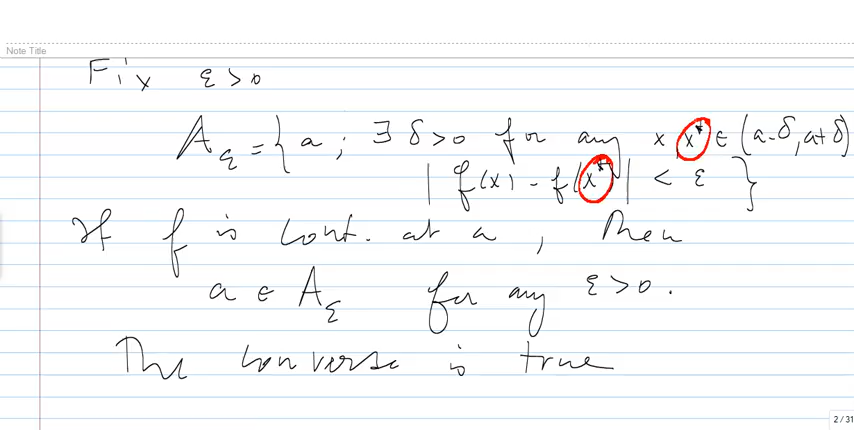 Note Title
Fix ε>0
A_ε = { a ; ∃ δ>0 for any x x* ∈ (a-δ, a+δ)
| f(x) - f(x*) | < ε }
If f is cont. at a , Then
a ∈ A_ε for any ε>0.
The converse is true
2 / 31